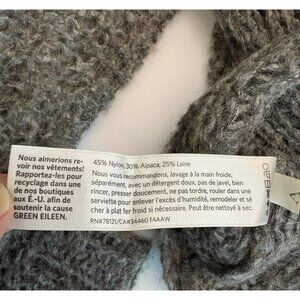 Nous aimerions re-
voir nos vêtements!
Rapportez-les pour
recyclage dans une
de nos boutiques
aux É.-U. afin de
soutenir la cause
GREEN EILEEN.
45% Nylon, 30% Alpaca, 25% Laine
Nous vous recommandons, lavage à la main froide,
séparément, avec un détergent doux, pas de javel, bien
rincer, presser doucement, ne pas tordre, rouler dans une
serviette pour enlever l'excès d'humidité, remodeler et sé
cher à plat fer froid si nécessaire. Peut être nettoyé à sec.
RN#78121/CA#34460 F4AAW